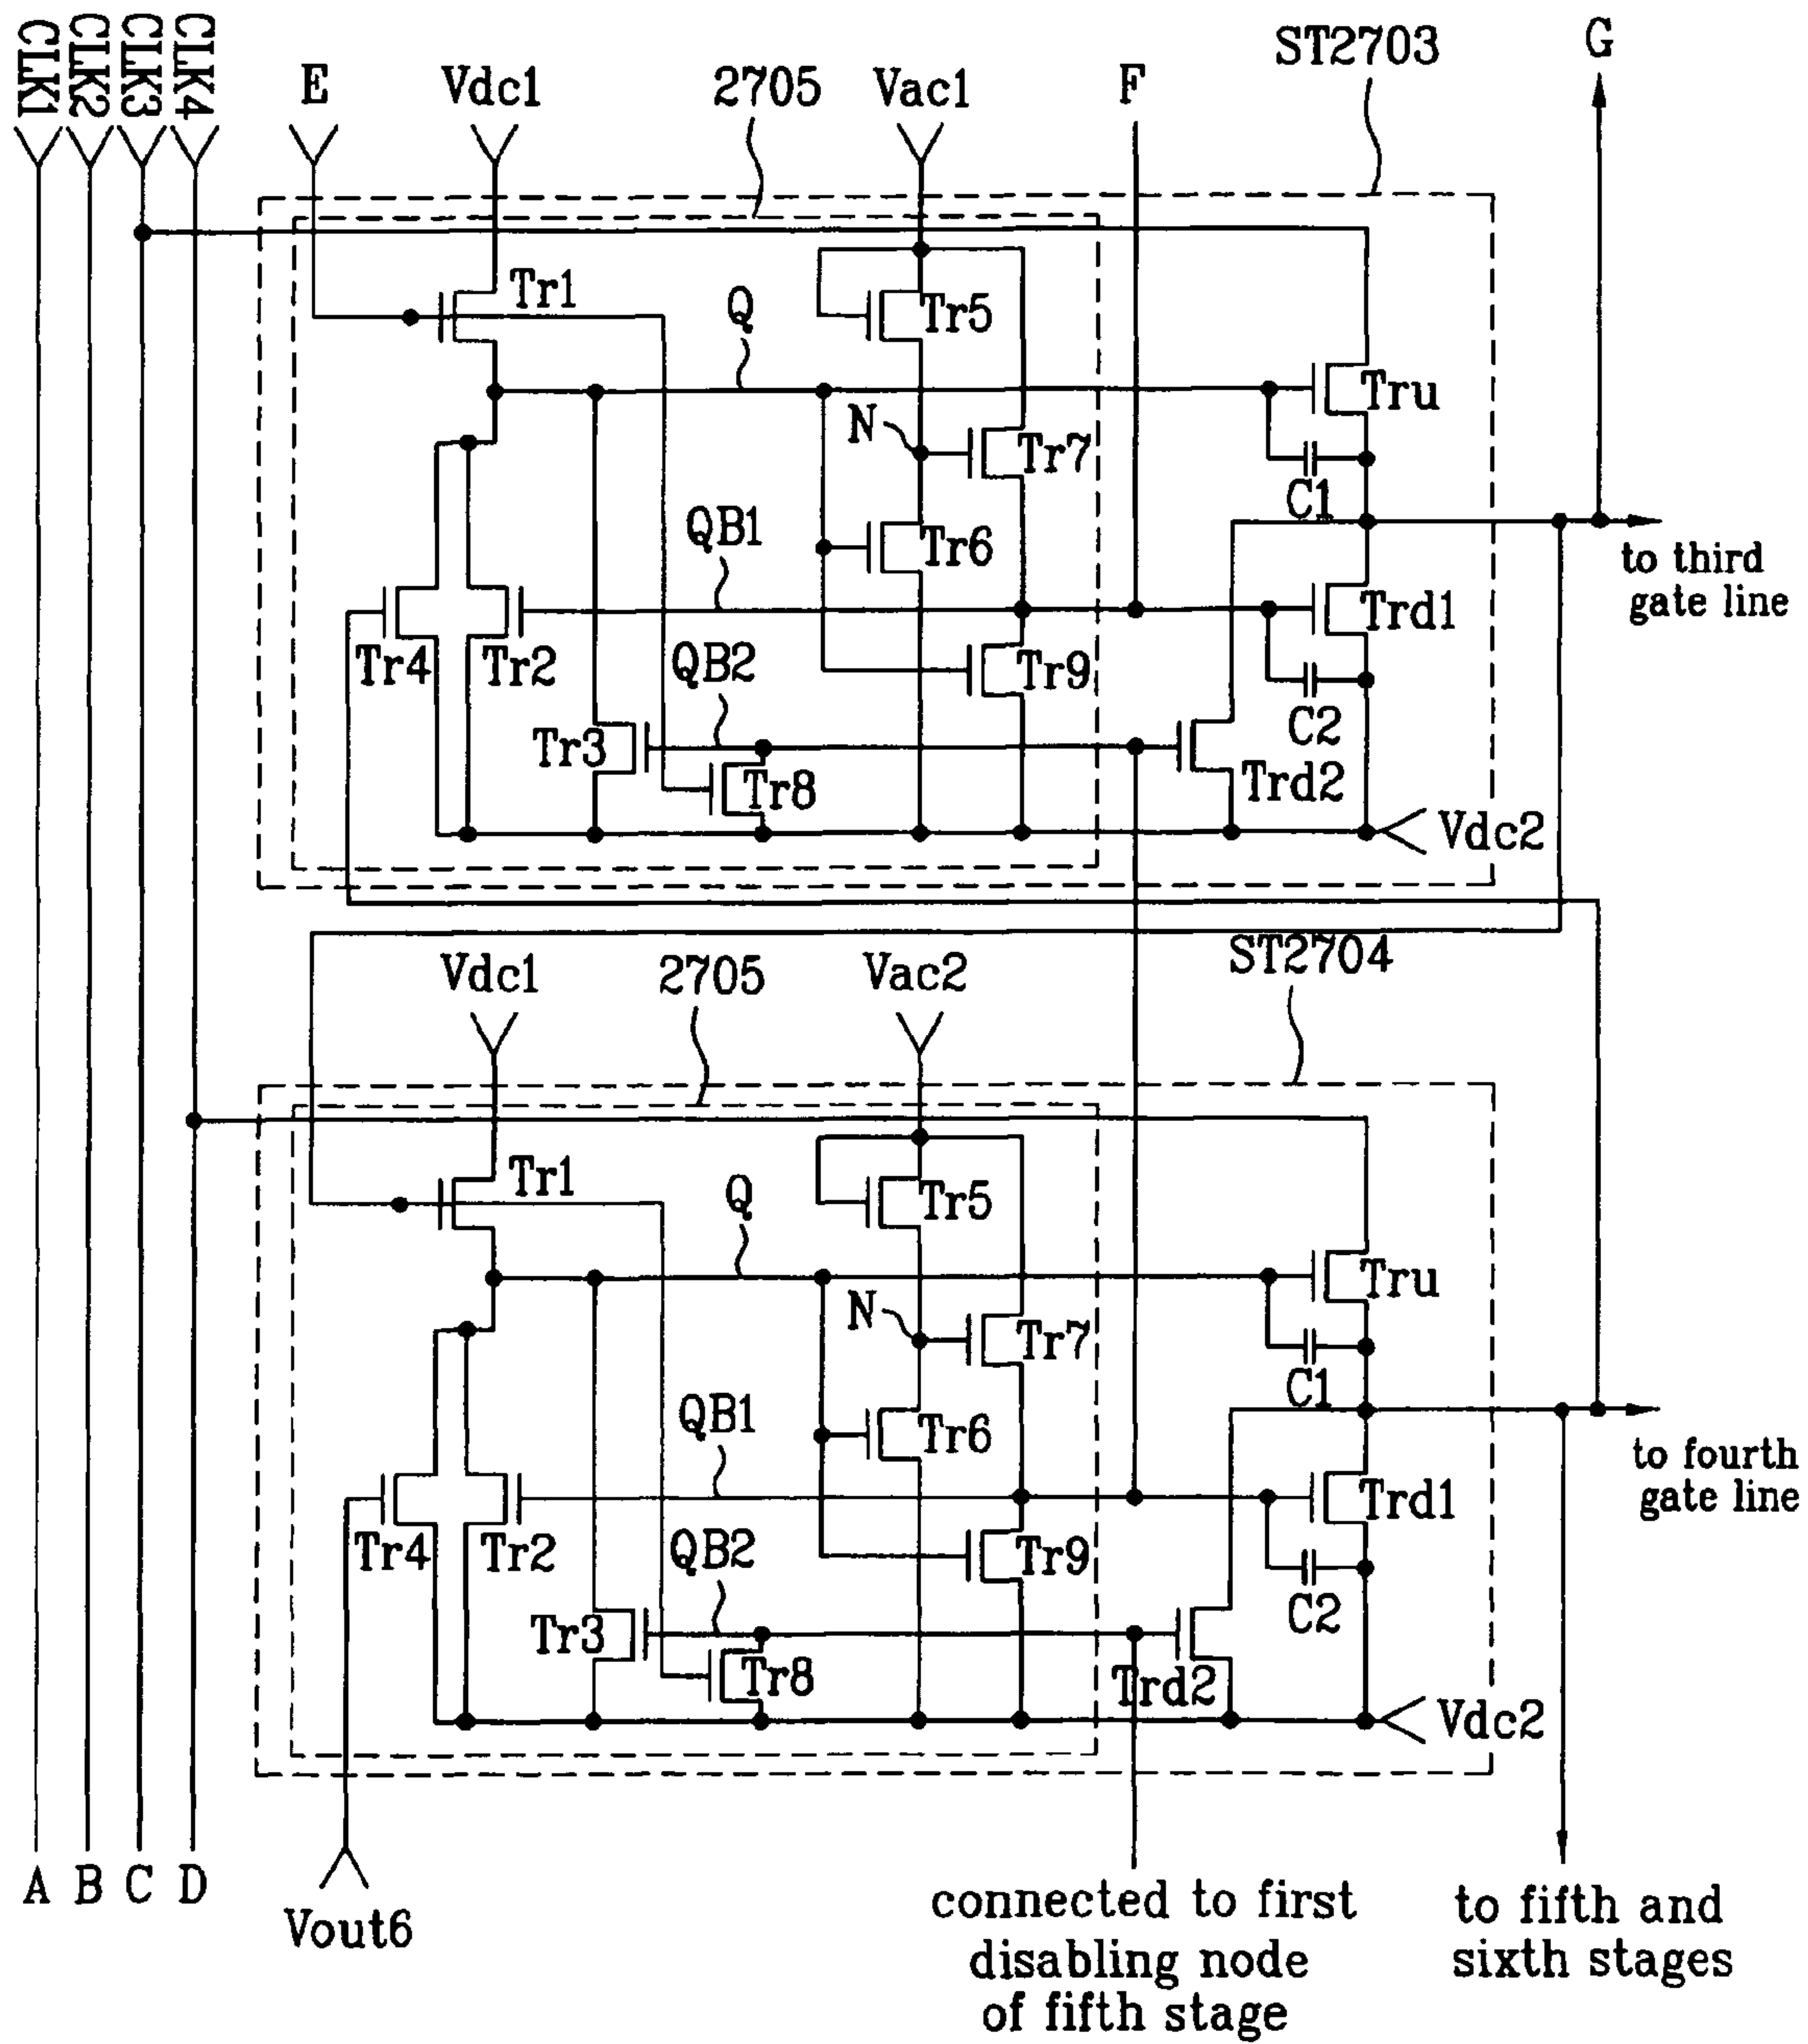 CLK1
CLK2
CLK3
CLK4
E
Vdc1
2705
Vac1
F
ST2703
G
Tr1
Q
Tr5
Tru
N
Tr7
C1
QB1
Tr6
to third
gate line
Trd1
Tr4
Tr2
QB2
Tr9
C2
Tr3
Tr8
Trd2
Vdc2
Vdc1
2705
Vac2
ST2704
Tr1
Q
Tr5
Tru
N
Tr7
C1
QB1
Tr6
to fourth
gate line
Trd1
Tr4
Tr2
QB2
Tr9
C2
Tr3
Tr8
Trd2
Vdc2
A
B
C
D
Vout6
connected to first
disabling node
of fifth stage
to fifth and
sixth stages